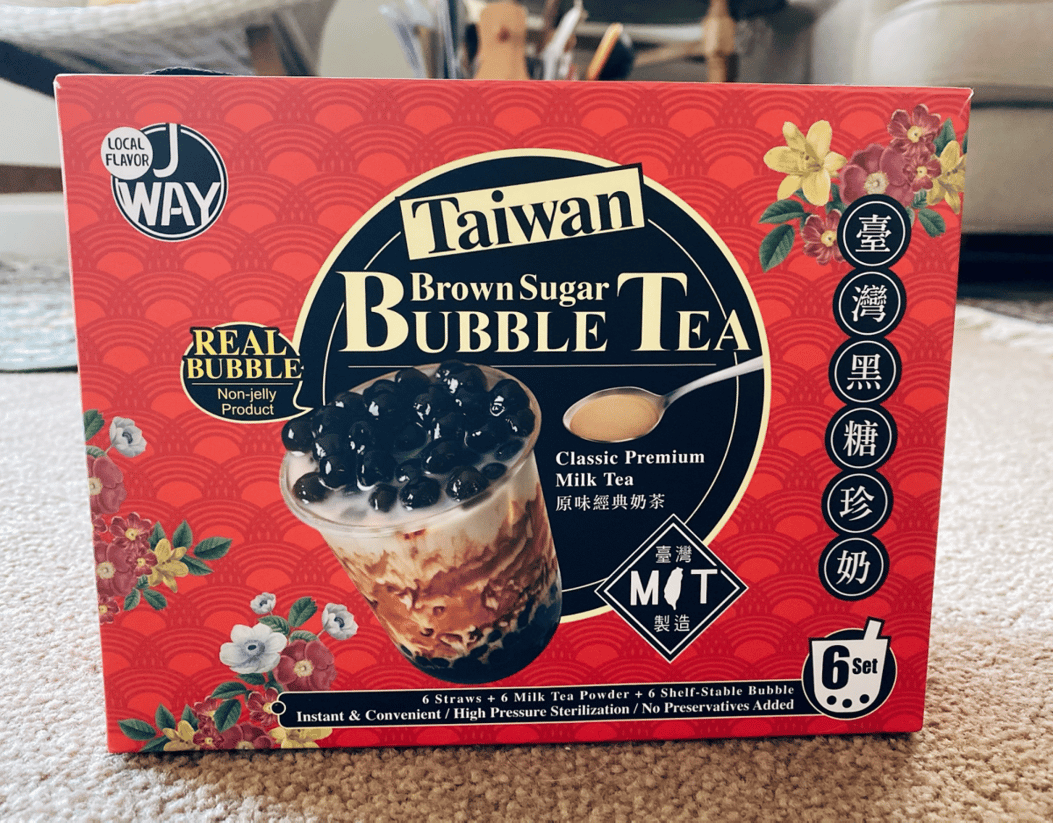 LOCAL
FLAVOR
J
WAY
Taiwan
Brown Sugar
BUBBLE TEA
REAL
BUBBLE
Non-jelly
Product
Classic Premium
Milk Tea
原味經典奶茶
臺灣
MIT
製造
臺
灣
黑
糖
珍
奶
6 Set
6 Straws + 6 Milk Tea Powder + 6 Shelf-Stable Bubble
Instant & Convenient / High Pressure Sterilization / No Preservatives Added